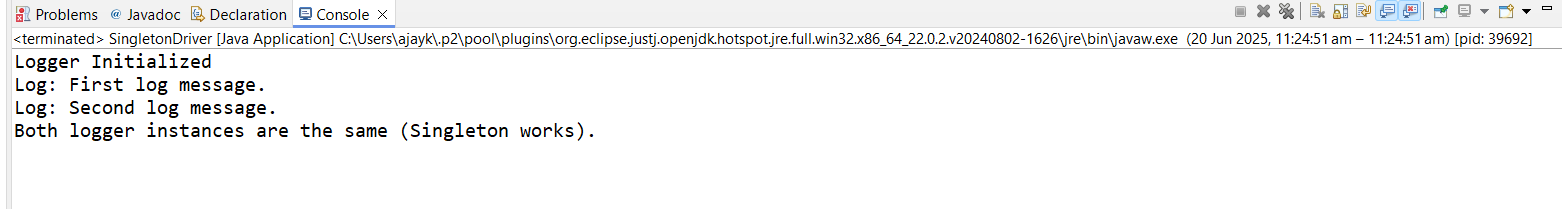 Problems @ Javadoc Declaration Console
<terminated> SingletonDriver [Java Application] C:\Users\ajayk\.p2\pool\plugins\org.eclipse.justj.openjdk.hotspot.jre.full.win32.x86_64_22.0.2.v20240802-1626\jre\bin\javaw.exe (20 Jun 2025, 11:24:51 am – 11:24:51 am) [pid: 39692]
Logger Initialized
Log: First log message.
Log: Second log message.
Both logger instances are the same (Singleton works).